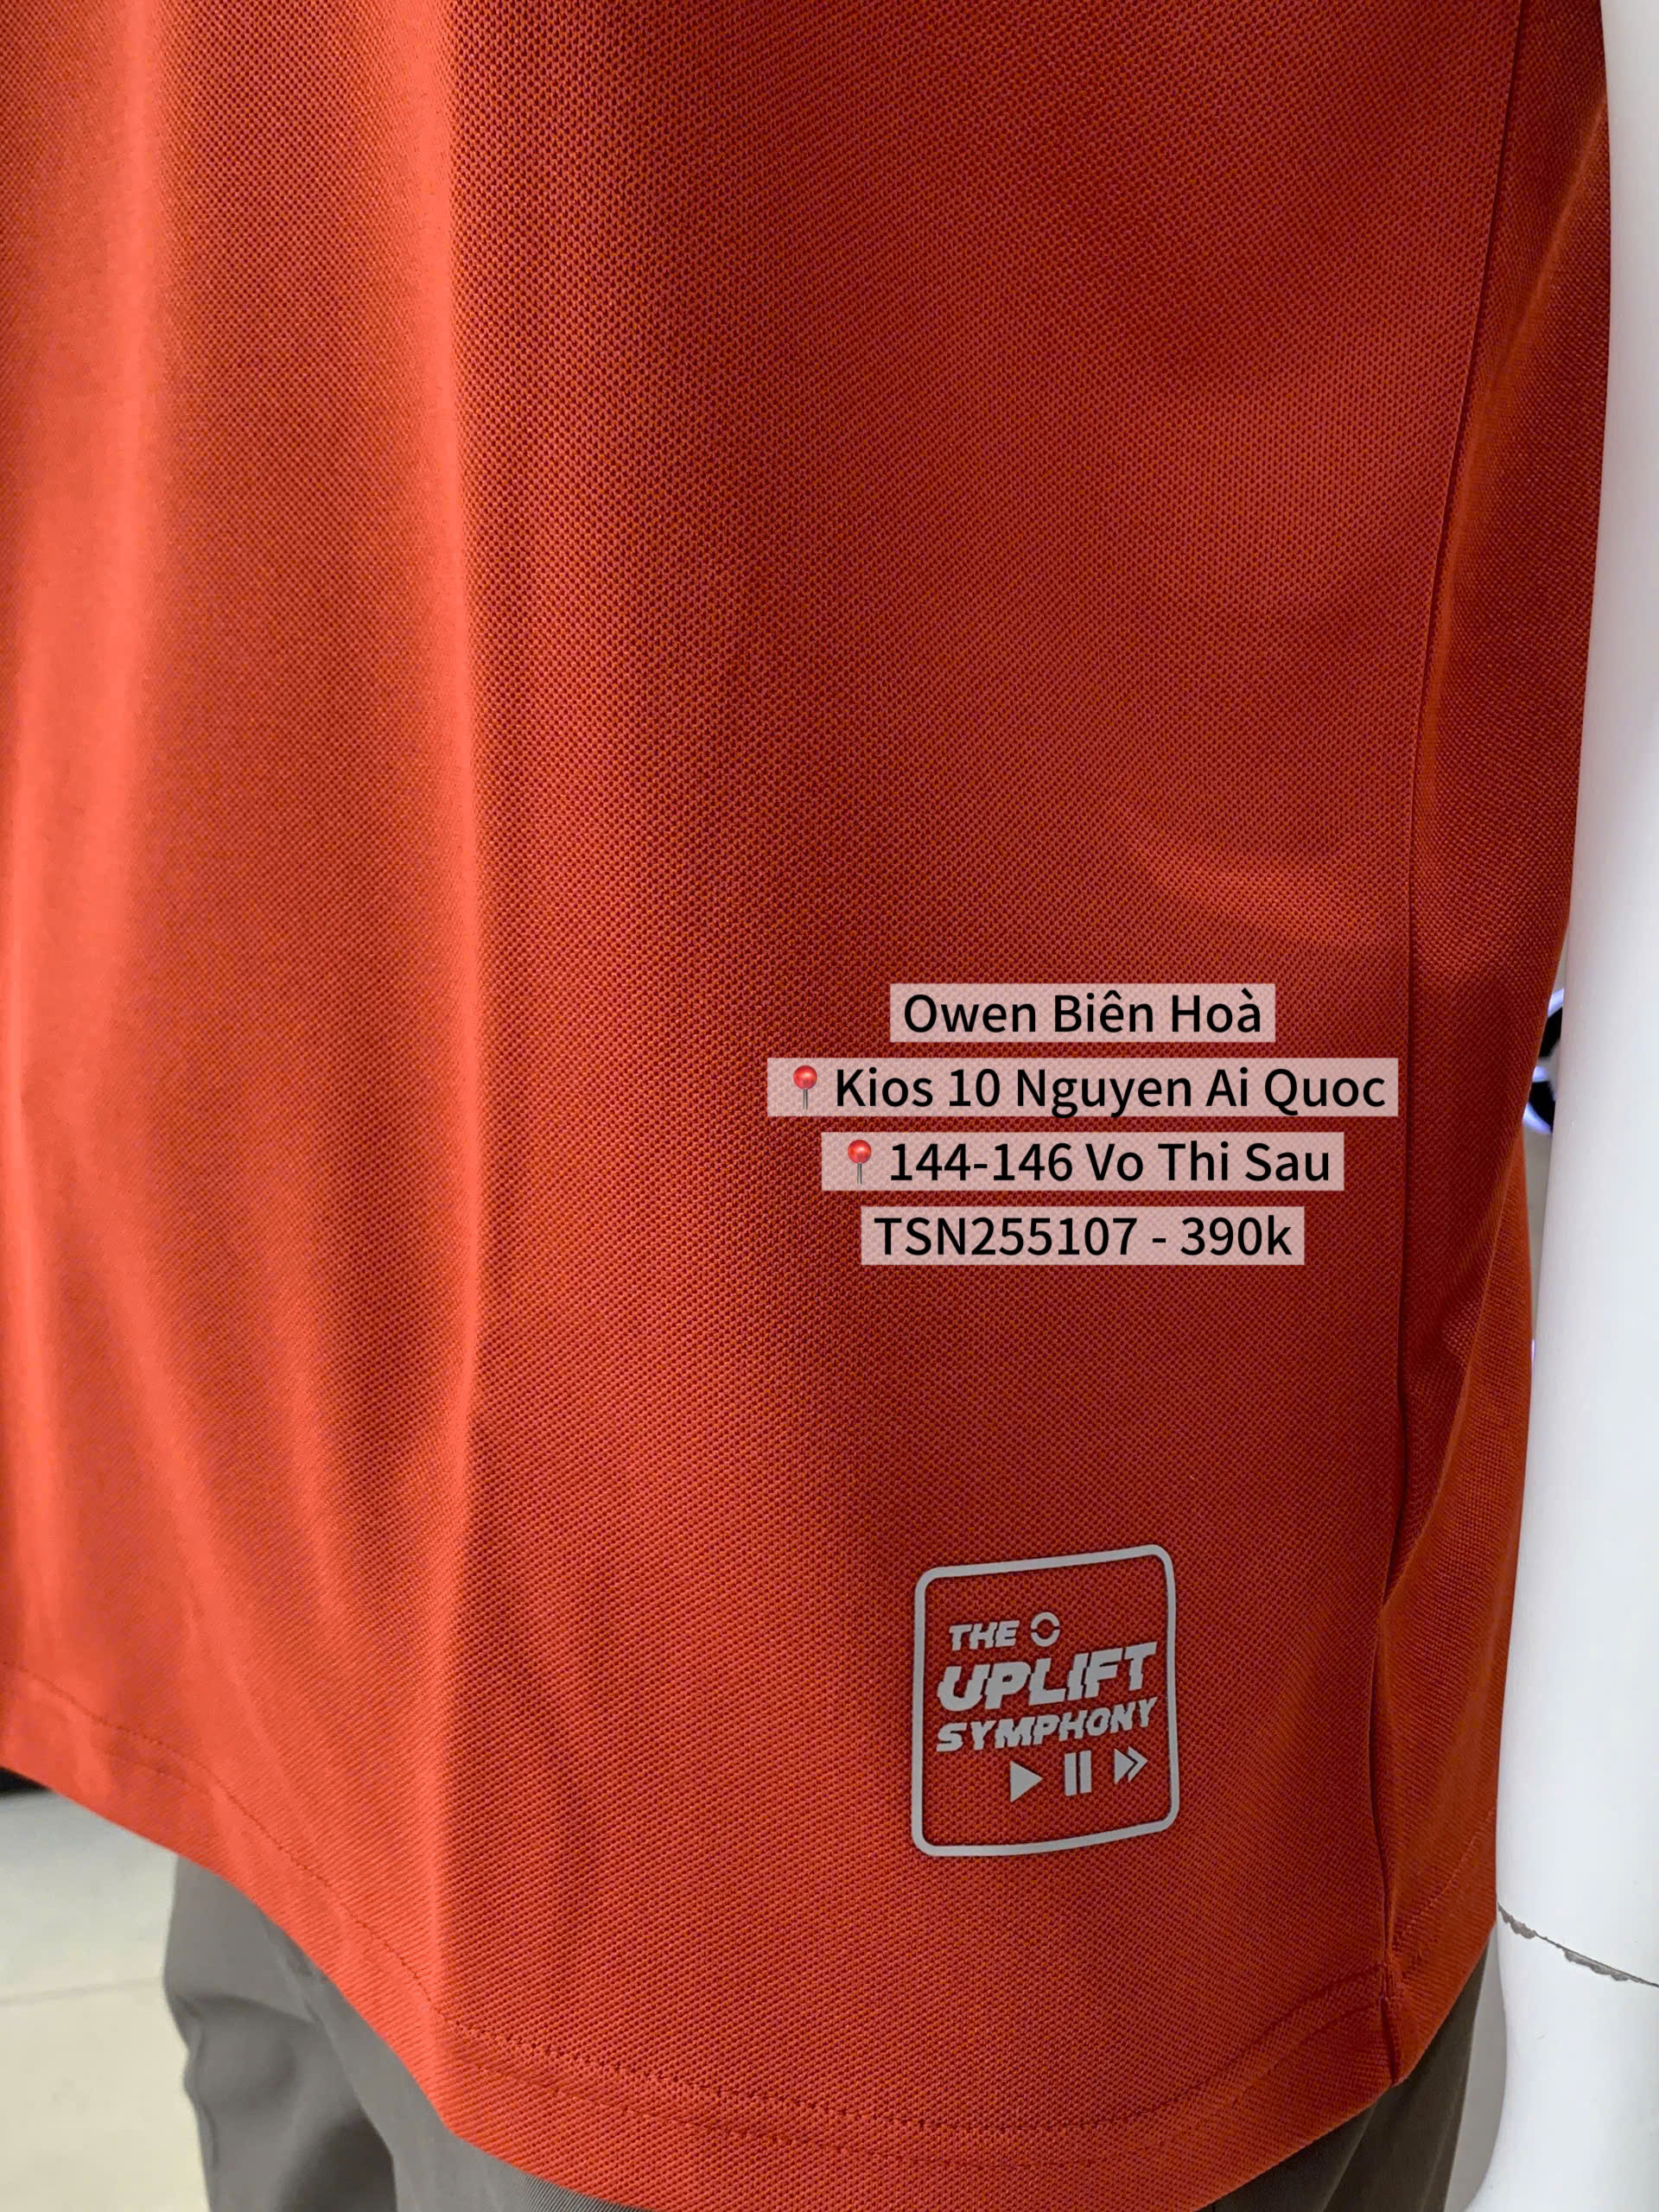 Owen Biên Hoà
📍Kios 10 Nguyen Ai Quoc
📍144-146 Vo Thi Sau
TSN255107 - 390k
THE
UPLIFT
SYMPHONY